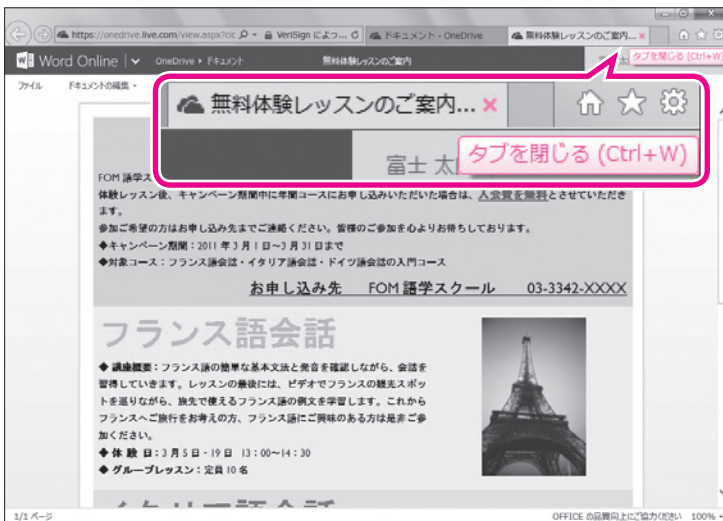 https://onedrive.live.com/view.aspx?cic
VeriSign によっ...
ドキュメント - OneDrive
無料体験レッスンのご案内...
Word Online
OneDrive ▸ ドキュメント
無料体験レッスンのご案内
タブを閉じる (Ctrl+W)
ファイル
ドキュメントの編集
無料体験レッスンのご案内... ×
富士 太
タブを閉じる (Ctrl+W)
FOM 語学ス
体験レッスン後、キャンペーン期間中に年間コースにお申し込みいただいた場合は、入会費を無料とさせていただき
ます。
参加ご希望の方はお申し込み先までご連絡ください。皆様のご参加を心よりお待ちしております。
◆キャンペーン期間：2011 年 3 月 1 日~3 月 31 日まで
◆対象コース：フランス語会話・イタリア語会話・ドイツ語会話の入門コース
お申し込み先 FOM 語学スクール 03-3342-XXXX
フランス語会話
◆ 講座概要：フランス語の簡単な基本文法と発音を確認しながら、会話を
習得していきます。レッスンの最後には、ビデオでフランスの観光スポッ
トを巡りながら、旅先で使えるフランス語の例文を学習します。これから
フランスへご旅行をお考えの方、フランス語にご興味のある方は是非ご参
加ください。
◆ 体 験 日：3 月 5 日・19 日 13：00~14：30
◆ グループレッスン：定員 10 名
1/1 ページ
OFFICE の品質向上にご協力ください 100%